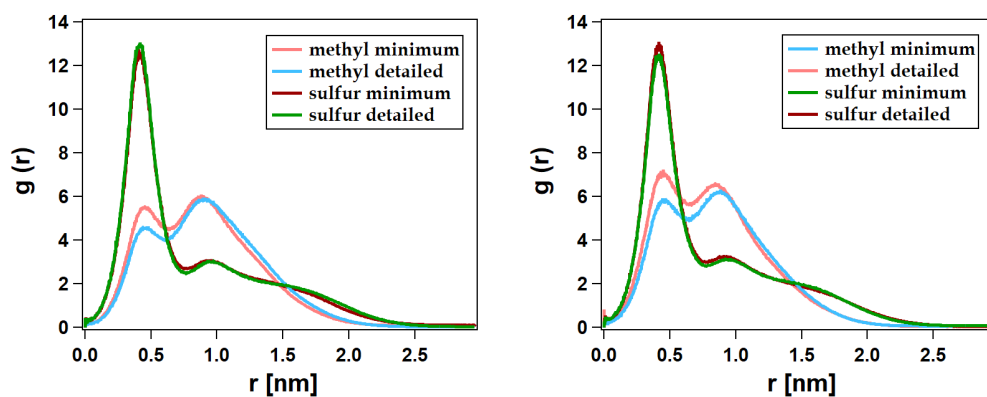 14
12
10
8
6
4
2
0
g (r)
methyl minimum
methyl detailed
sulfur minimum
sulfur detailed
0.0 0.5 1.0 1.5 2.0 2.5
r [nm]
14
12
10
8
6
4
2
0
g (r)
methyl minimum
methyl detailed
sulfur minimum
sulfur detailed
0.0 0.5 1.0 1.5 2.0 2.5
r [nm]